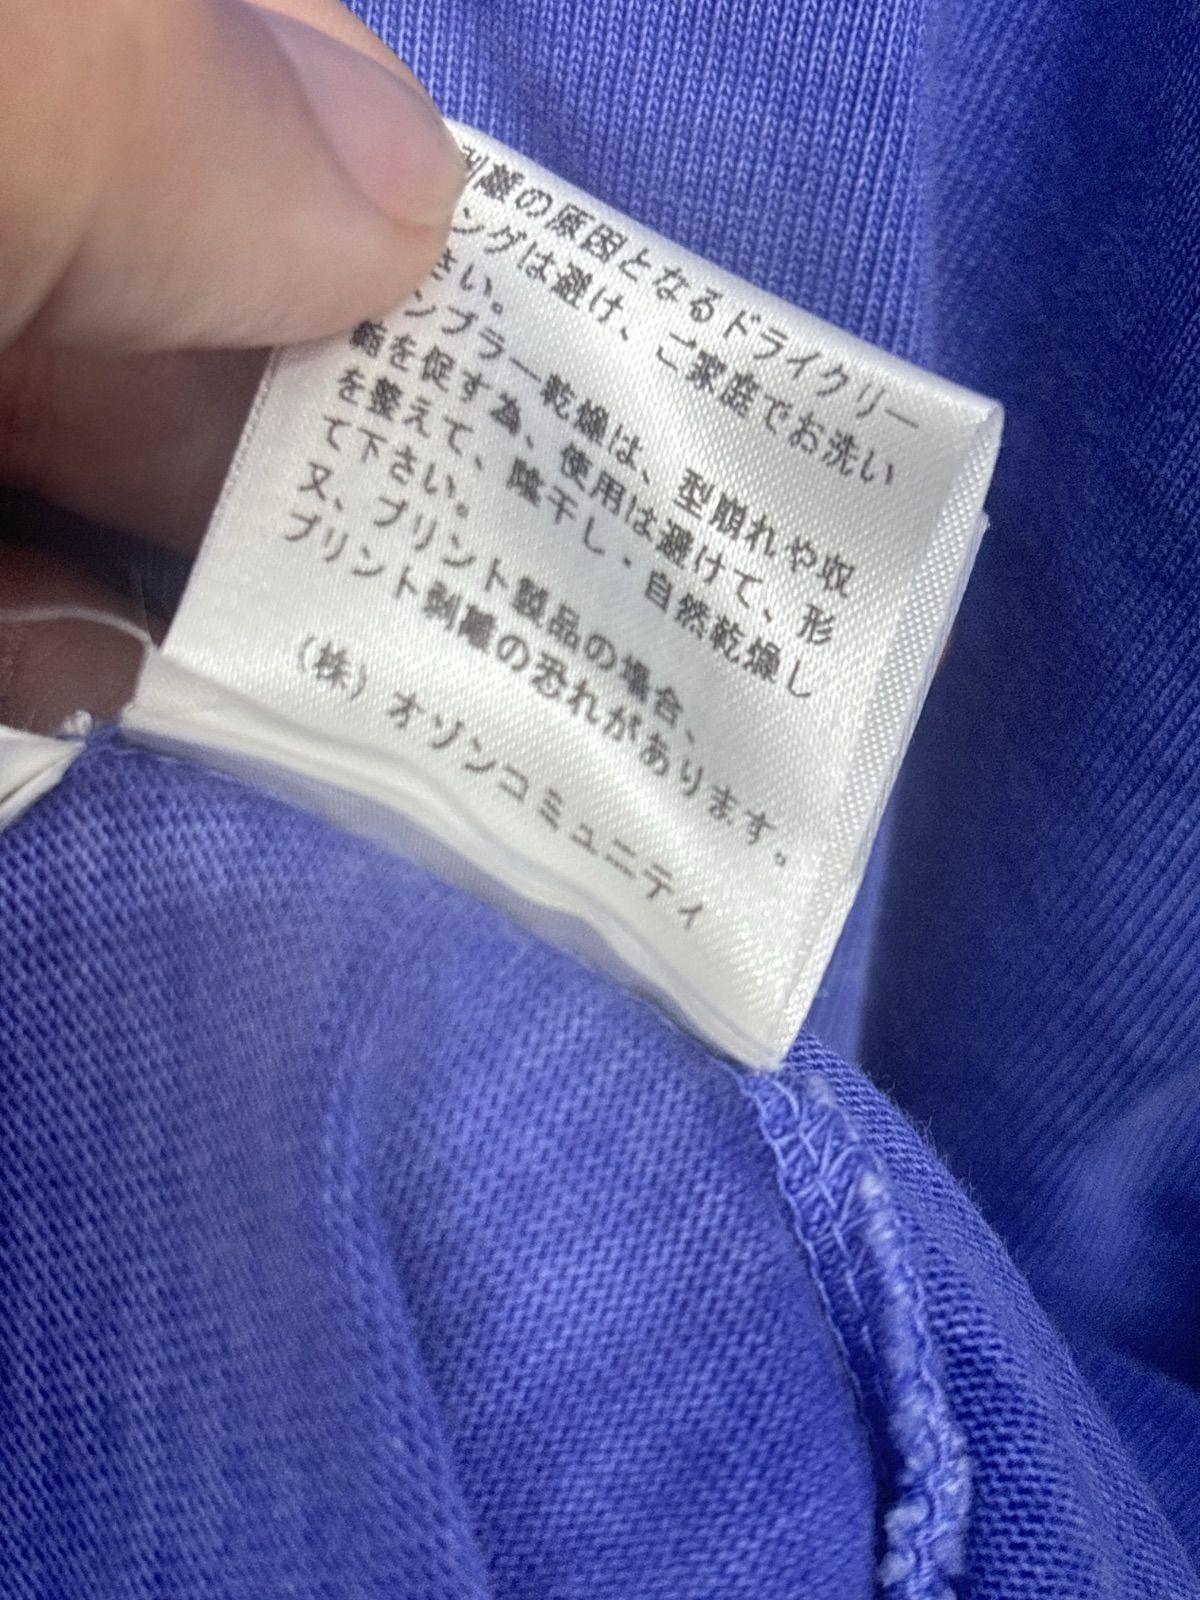 剥離の原因となるドライクリー
ングは避け、ご家庭でお洗い
さい。
ンブラー乾燥は、型崩れや収
縮を促す為、使用は避けて、形
を整えて、陰干し・自然乾燥し
て下さい。
又、プリント製品の場合、
プリント剥離の恐れがあります。
(株)オゾンコミュニティ